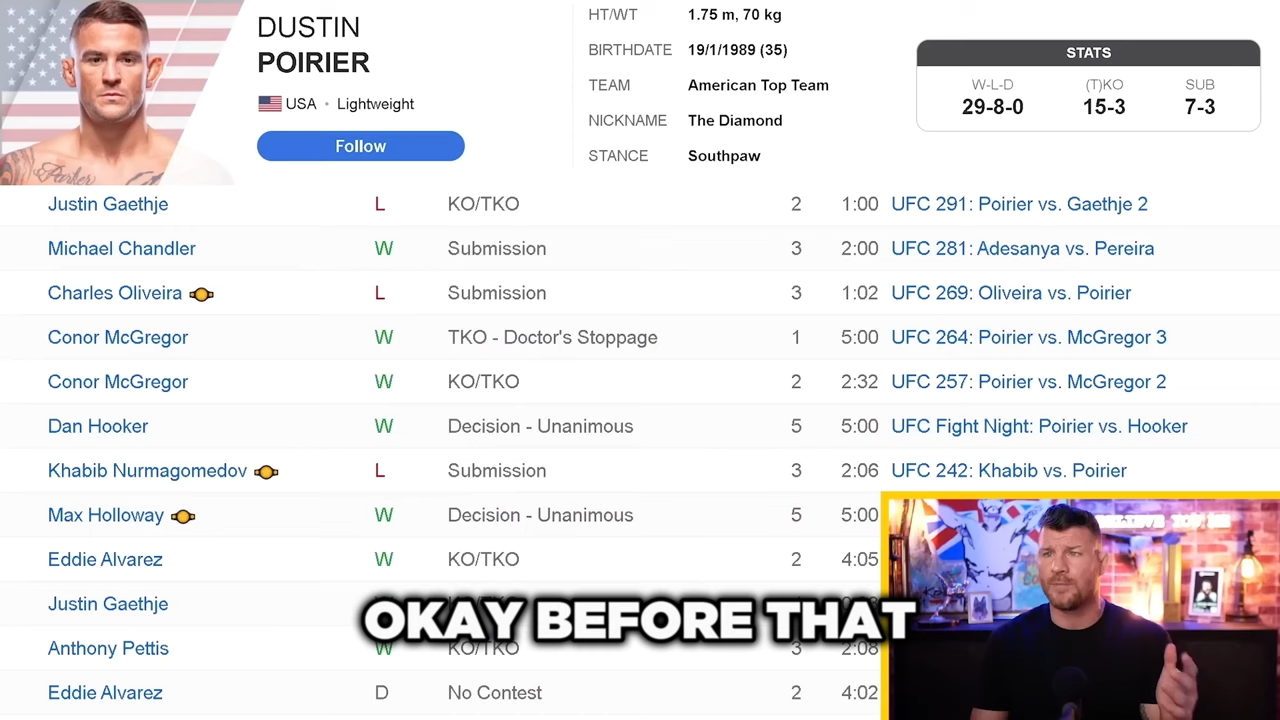 DUSTIN
POIRIER
USA • Lightweight
Follow
HT/WT 1.75 m, 70 kg
BIRTHDATE 19/1/1989 (35)
TEAM American Top Team
NICKNAME The Diamond
STANCE Southpaw
STATS
W-L-D (T)KO SUB
29-8-0 15-3 7-3
Justin Gaethje L KO/TKO 2 1:00 UFC 291: Poirier vs. Gaethje 2
Michael Chandler W Submission 3 2:00 UFC 281: Adesanya vs. Pereira
Charles Oliveira L Submission 3 1:02 UFC 269: Oliveira vs. Poirier
Conor McGregor W TKO - Doctor's Stoppage 1 5:00 UFC 264: Poirier vs. McGregor 3
Conor McGregor W KO/TKO 2 2:32 UFC 257: Poirier vs. McGregor 2
Dan Hooker W Decision - Unanimous 5 5:00 UFC Fight Night: Poirier vs. Hooker
Khabib Nurmagomedov L Submission 3 2:06 UFC 242: Khabib vs. Poirier
Max Holloway W Decision - Unanimous 5 5:00
Eddie Alvarez W KO/TKO 2 4:05
Justin Gaethje
OKAY BEFORE THAT
Anthony Pettis W KO/TKO 3 2:08
Eddie Alvarez D No Contest 2 4:02